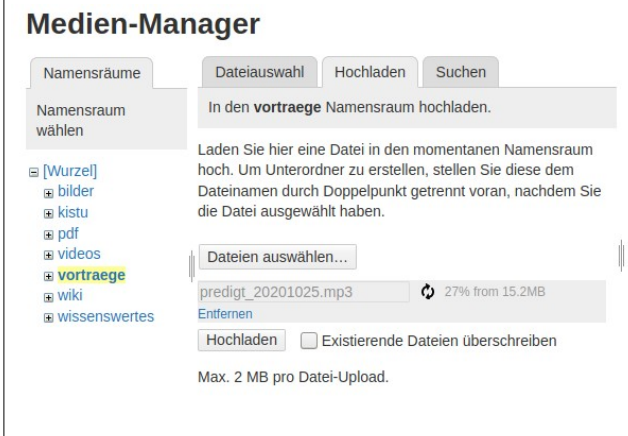 Medien-Manager
Namensräume
Namensraum
wählen
[Wurzel]
bilder
kistu
pdf
videos
vortraege
wiki
wissenswertes
Dateiauswahl
Hochladen
Suchen
In den vortraege Namensraum hochladen.
Laden Sie hier eine Datei in den momentanen Namensraum
hoch. Um Unterordner zu erstellen, stellen Sie diese dem
Dateinamen durch Doppelpunkt getrennt voran, nachdem Sie
die Datei ausgewählt haben.
Dateien auswählen…
predigt_20201025.mp3 27% from 15.2MB
Entfernen
Hochladen Existierende Dateien überschreiben
Max. 2 MB pro Datei-Upload.